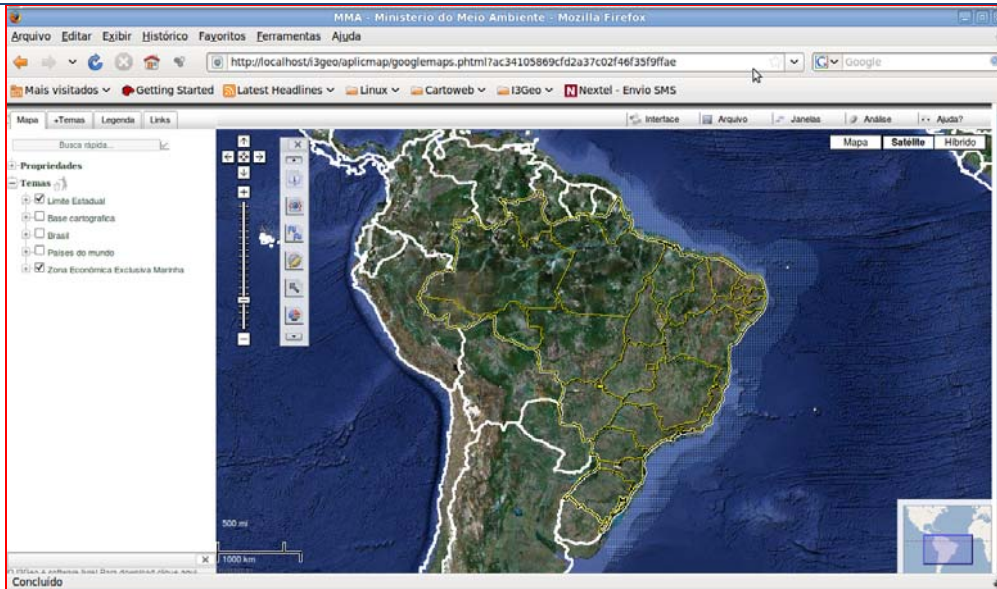 MMA - Ministerio do Meio Ambiente - Mozilla Firefox
Arquivo Editar Exibir Histórico Favoritos Ferramentas Ajuda
http://localhost/i3geo/aplicmap/googlemaps.phtml?ac34105869cfd2a37c02f46f35f9ffae
Google
Mais visitados Getting Started Latest Headlines Linux Cartoweb I3Geo Nextel - Envio SMS
Mapa +Temas Legenda Links
Interface Arquivo Janelas Análise Ajuda?
Busca rápida...
Mapa Satélite Híbrido
Propriedades
Temas
Limite Estadual
Base cartografica
Brasil
Paises do mundo
Zona Econômica Exclusiva Marinha
500 mi
1000 km
Concluído